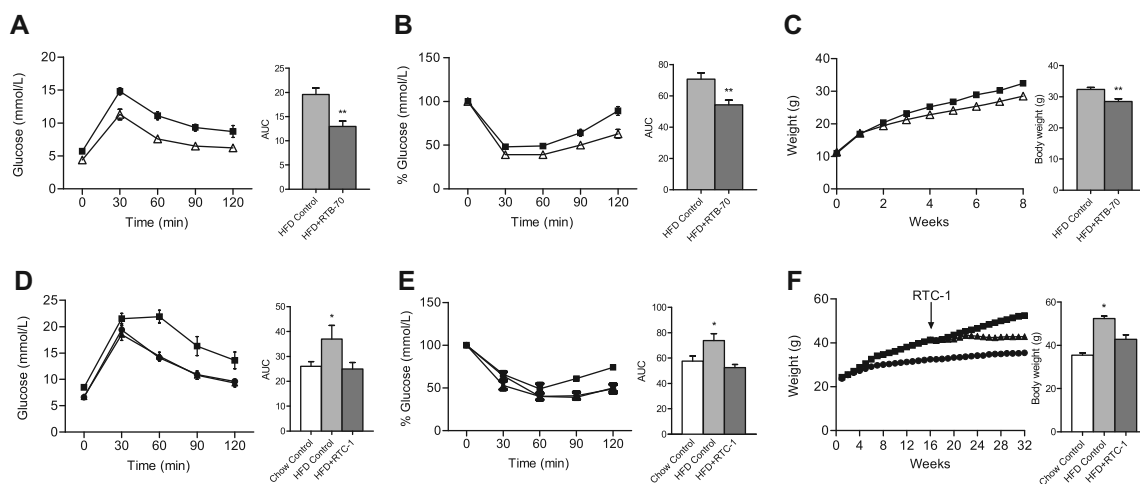 A
Glucose (mmol/L)
20
15
10
5
0
0 30 60 90 120
Time (min)
AUC
25
20
15
10
5
0
**
HFD Control
HFD+RTB-70
B
% Glucose (mmol/L)
150
100
50
0
0 30 60 90 120
Time (min)
AUC
80
60
40
20
0
**
HFD Control
HFD+RTB-70
C
Weight (g)
40
30
20
10
0
0 2 4 6 8
Weeks
Body weight (g)
40
30
20
10
0
**
HFD Control
HFD+RTB-70
D
Glucose (mmol/L)
25
20
15
10
5
0
0 30 60 90 120
Time (min)
AUC
50
40
30
20
10
0
*
Chow Control
HFD Control
HFD+RTC-1
E
% Glucose (mmol/L)
150
100
50
0
0 30 60 90 120
Time (min)
AUC
100
80
60
40
20
0
*
Chow Control
HFD Control
HFD+RTC-1
F
RTC-1
Weight (g)
60
40
20
0
0 4 8 12 16 20 24 28 32
Weeks
Body weight (g)
60
40
20
0
*
Chow Control
HFD Control
HFD+RTC-1